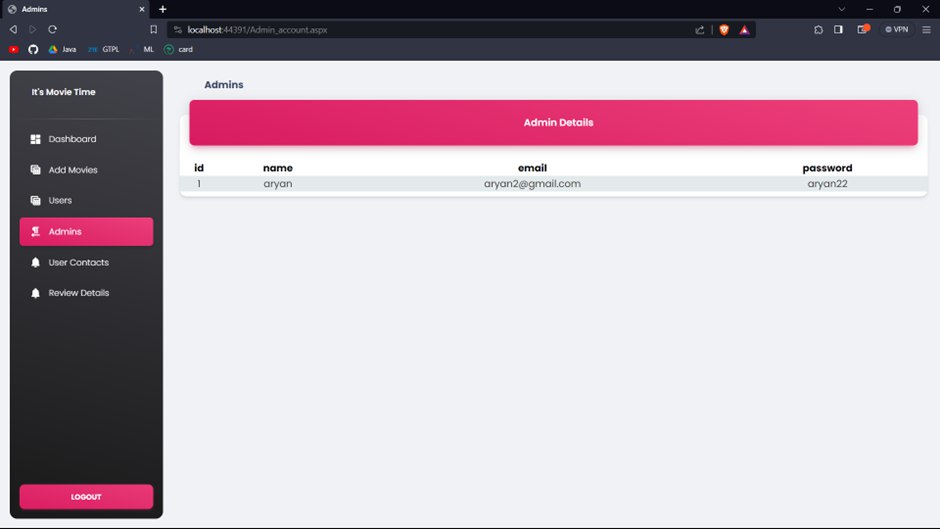 Admins
localhost:44391/Admin_account.aspx
VPN
Java ZTE GTPL ML card
It's Movie Time
Dashboard
Add Movies
Users
Admins
User Contacts
Review Details
LOGOUT
Admins
Admin Details
id name email password
1 aryan aryan2@gmail.com aryan22